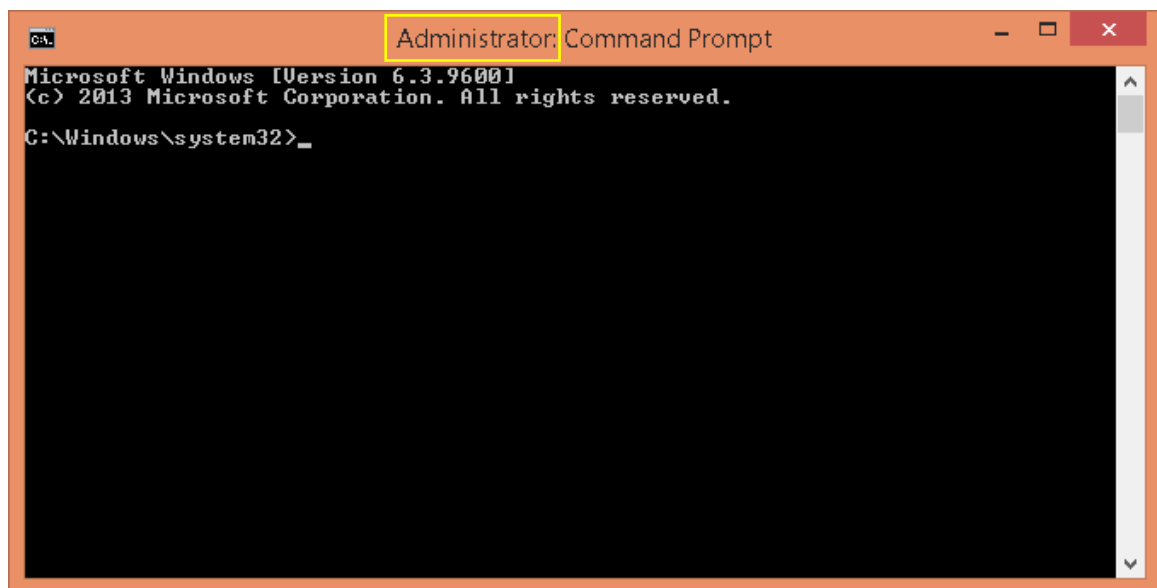 Administrator: Command Prompt
Microsoft Windows [Version 6.3.9600]
(c) 2013 Microsoft Corporation. All rights reserved.
C:\Windows\system32>_